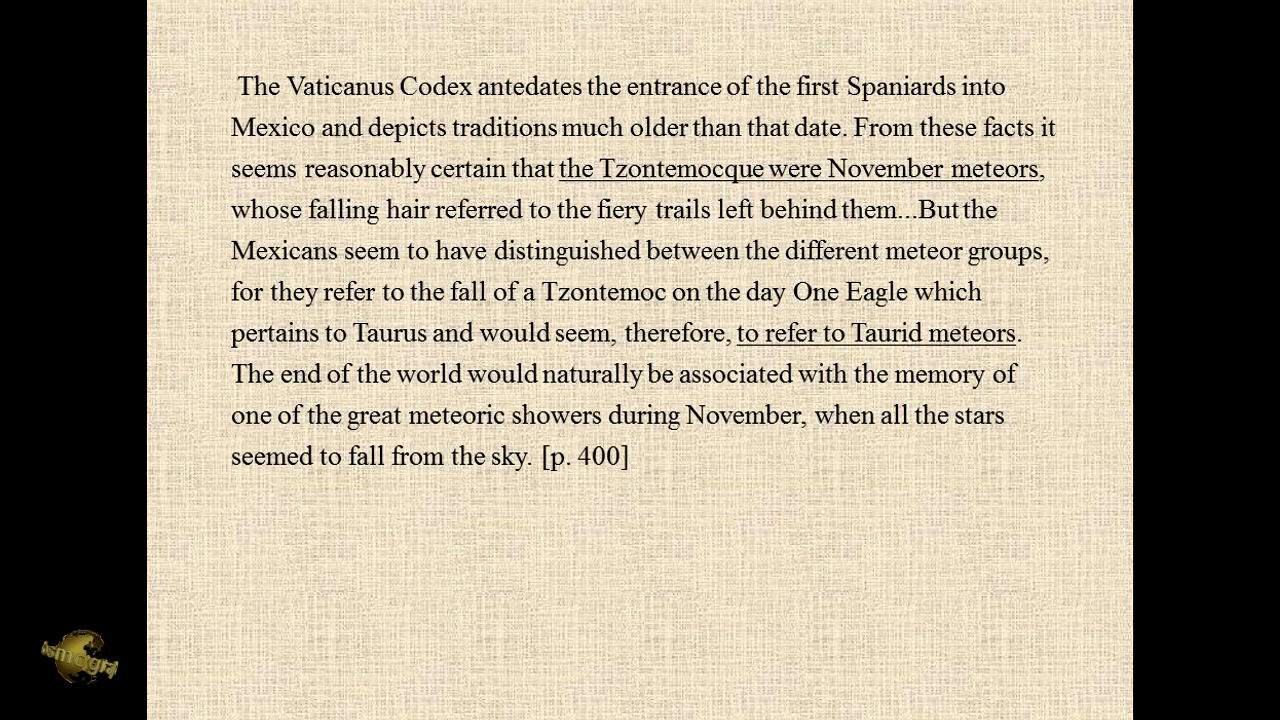 The Vaticanus Codex antedates the entrance of the first Spaniards into
Mexico and depicts traditions much older than that date. From these facts it
seems reasonably certain that the Tzontemocque were November meteors,
whose falling hair referred to the fiery trails left behind them...But the
Mexicans seem to have distinguished between the different meteor groups,
for they refer to the fall of a Tzontemoc on the day One Eagle which
pertains to Taurus and would seem, therefore, to refer to Taurid meteors.
The end of the world would naturally be associated with the memory of
one of the great meteoric showers during November, when all the stars
seemed to fall from the sky. [p. 400]